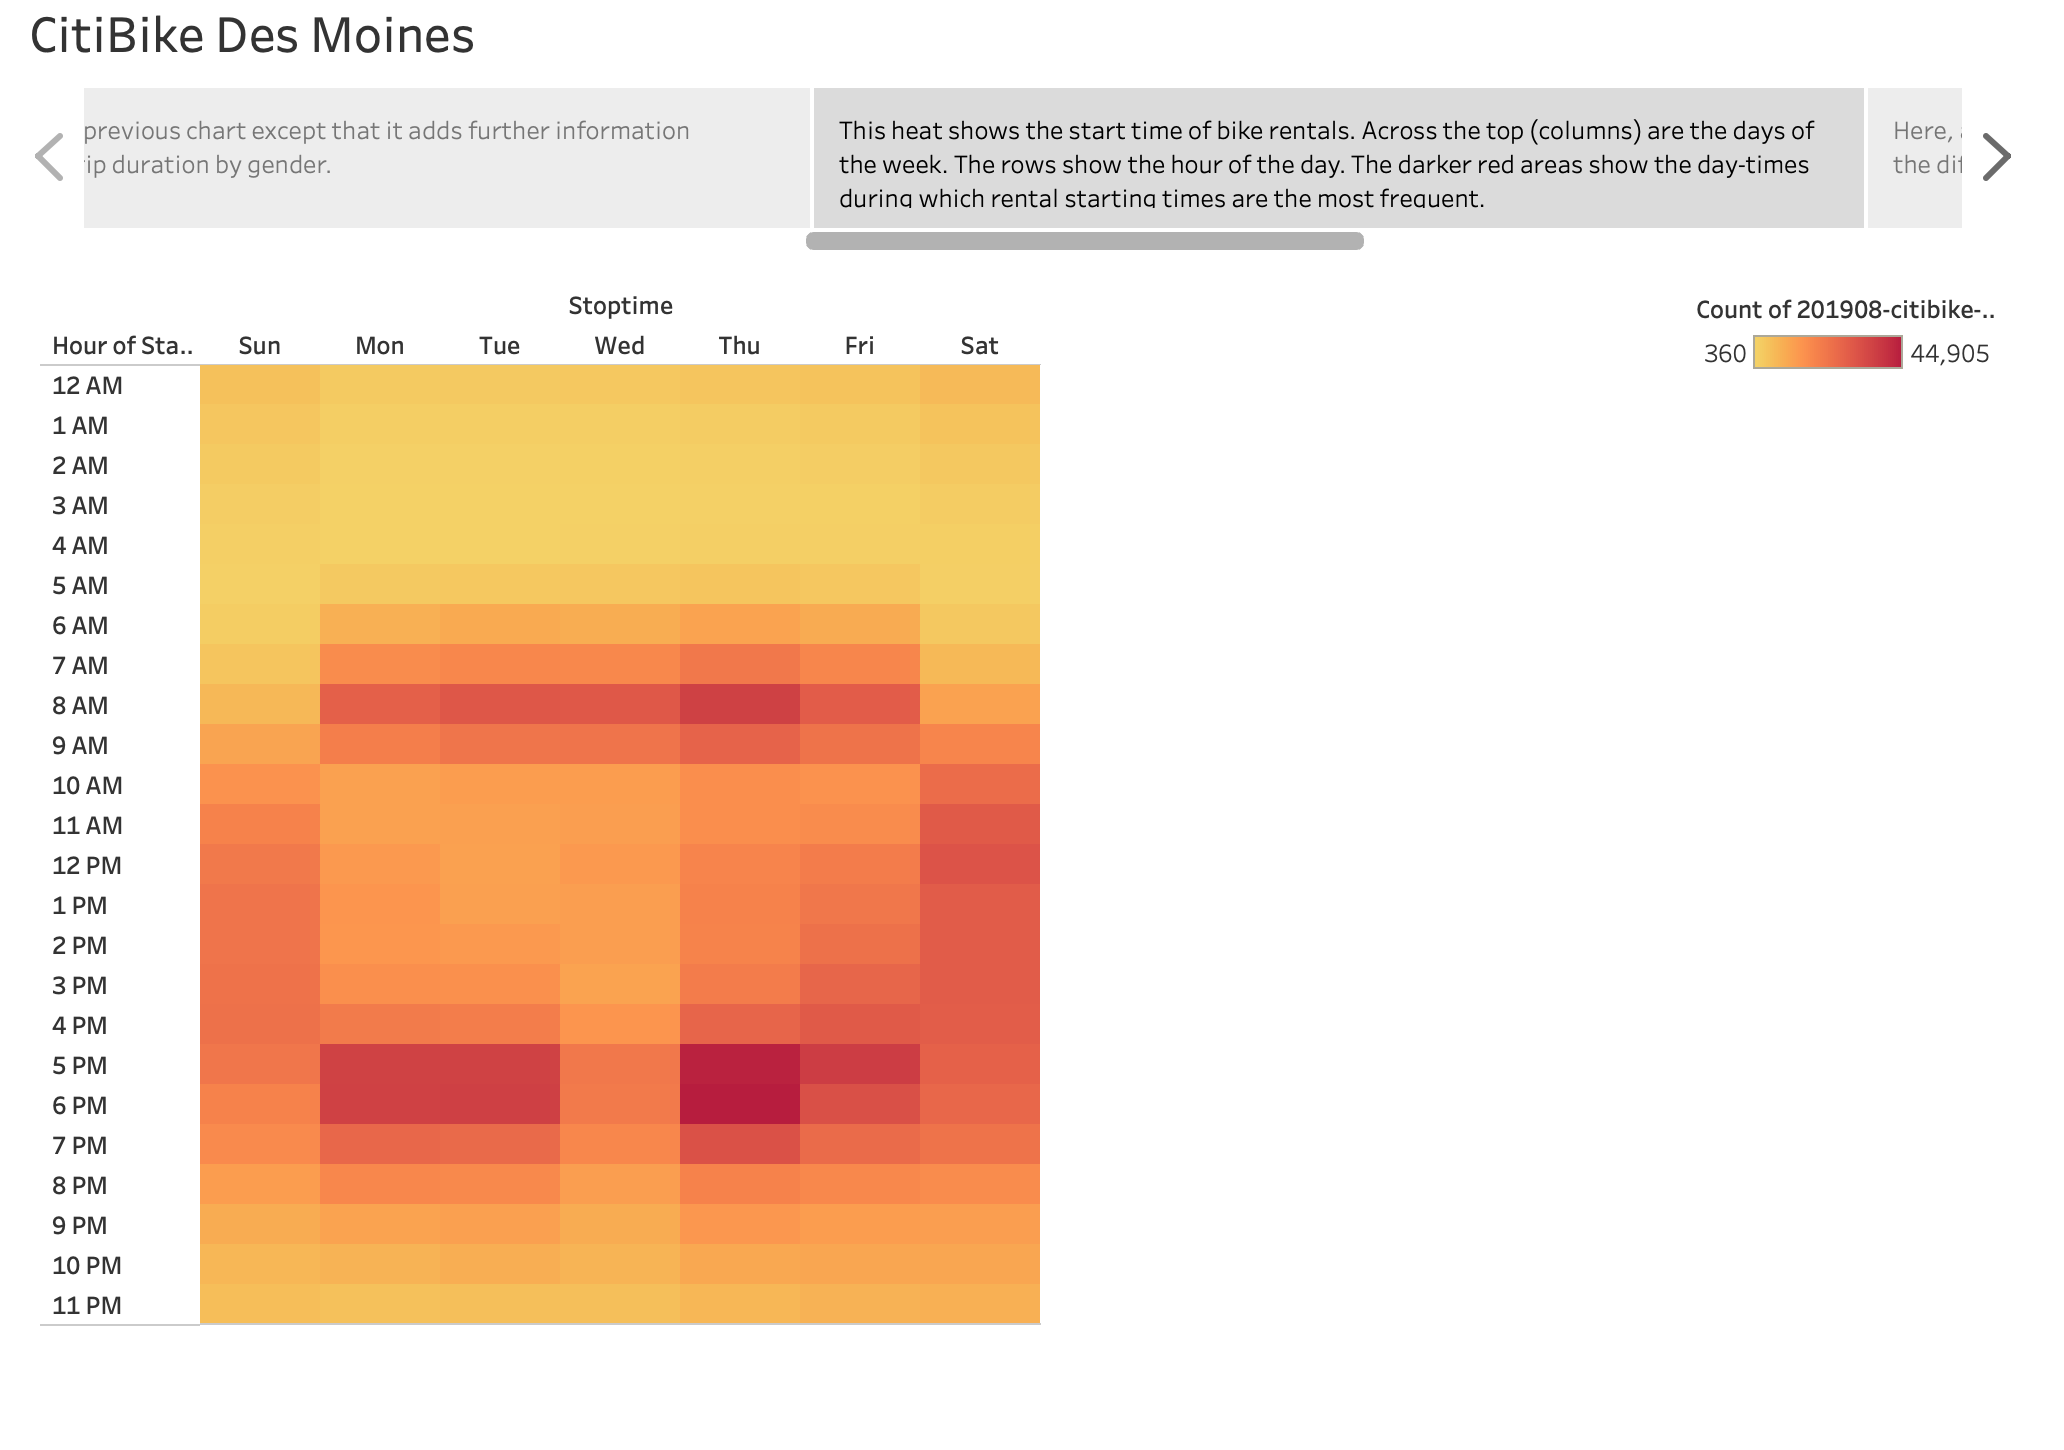 CitiBike Des Moines
previous chart except that it adds further information
ip duration by gender.
This heat shows the start time of bike rentals. Across the top (columns) are the days of
the week. The rows show the hour of the day. The darker red areas show the day-times
during which rental starting times are the most frequent.
Here,
the dif
Stoptime
Hour of Sta.. Sun Mon Tue Wed Thu Fri Sat
12 AM
1 AM
2 AM
3 AM
4 AM
5 AM
6 AM
7 AM
8 AM
9 AM
10 AM
11 AM
12 PM
1 PM
2 PM
3 PM
4 PM
5 PM
6 PM
7 PM
8 PM
9 PM
10 PM
11 PM
Count of 201908-citibike-..
360 44,905